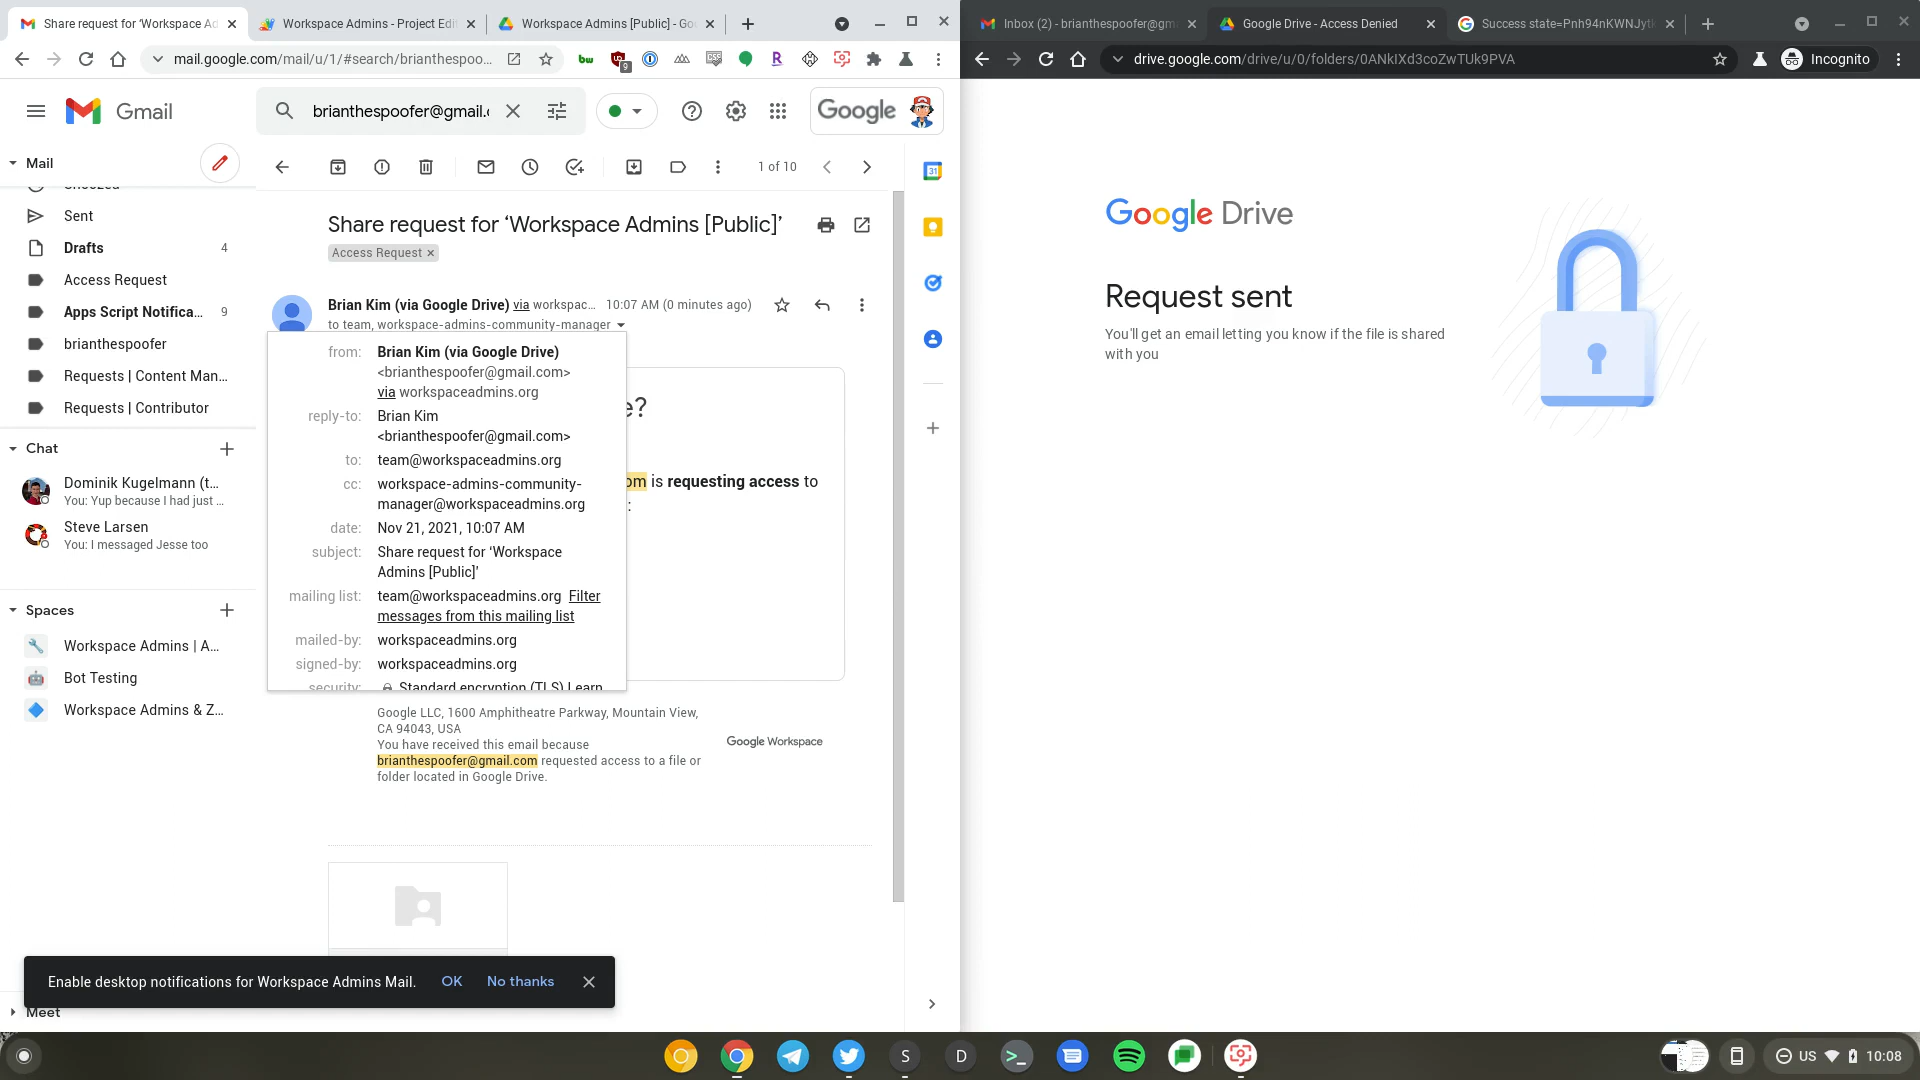 Share request for ‘Workspace Ad
Workspace Admins - Project Edi
Workspace Admins [Public] - Go
mail.google.com/mail/u/1/#search/brianthespoo...
bw
9
R
Gmail
brianthespoofer@gmail.c
Google
Mail
1 of 10
31
Snoozed
Sent
Drafts
4
Access Request
Apps Script Notifica...
9
brianthespoofer
Requests | Content Man...
Requests | Contributor
Chat
Dominik Kugelmann (t...
You: Yup because I had just ...
Steve Larsen
You: I messaged Jesse too
Spaces
Workspace Admins | A...
Bot Testing
Workspace Admins & Z...
Meet
Share request for ‘Workspace Admins [Public]’
Access Request ×
Brian Kim (via Google Drive) via workspac...
10:07 AM (0 minutes ago)
to team, workspace-admins-community-manager
from: Brian Kim (via Google Drive)
<brianthespoofer@gmail.com>
via workspaceadmins.org
reply-to: Brian Kim
<brianthespoofer@gmail.com>
to: team@workspaceadmins.org
cc: workspace-admins-community-
manager@workspaceadmins.org
date: Nov 21, 2021, 10:07 AM
subject: Share request for ‘Workspace
Admins [Public]’
mailing list: team@workspaceadmins.org Filter
messages from this mailing list
mailed-by: workspaceadmins.org
signed-by: workspaceadmins.org
security: Standard encryption (TLS) Learn
e?
om is requesting access to
:
Google LLC, 1600 Amphitheatre Parkway, Mountain View,
CA 94043, USA
You have received this email because
brianthespoofer@gmail.com requested access to a file or
folder located in Google Drive.
Google Workspace
Enable desktop notifications for Workspace Admins Mail. OK No thanks
Inbox (2) - brianthespoofer@gm
Google Drive - Access Denied
Success state=Pnh94nKWNJytk
drive.google.com/drive/u/0/folders/0ANkIXd3coZwTUk9PVA
Incognito
Google Drive
Request sent
You'll get an email letting you know if the file is shared
with you
S
D
US
10:08